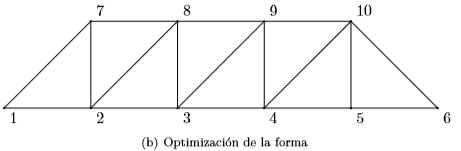 7 8 9 10
1 2 3 4 5 6
(b) Optimización de la forma